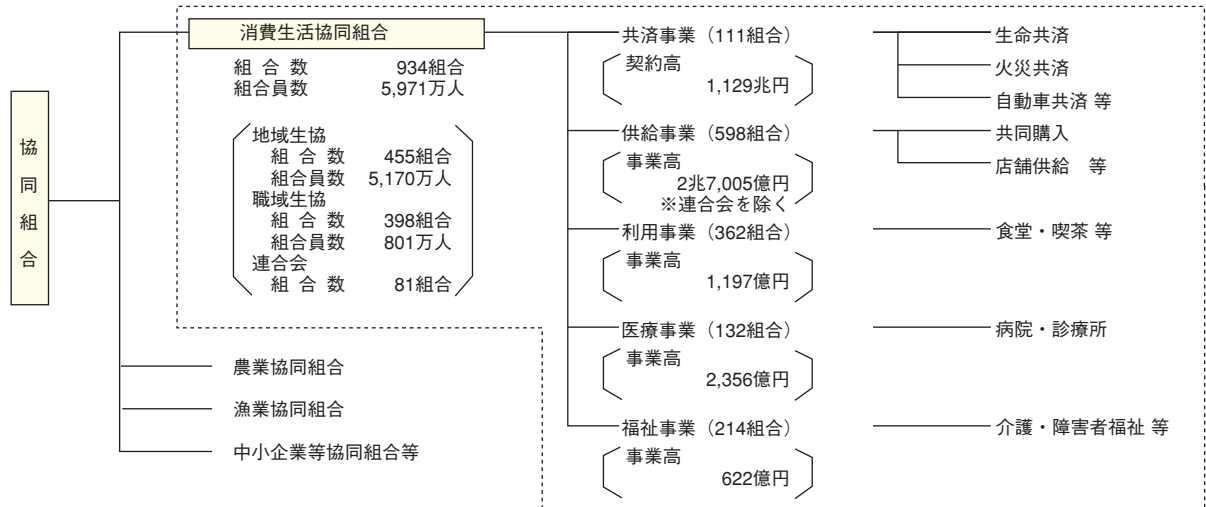 協同組合
消費生活協同組合
組合数 934組合
組合員数 5,971万人
地域生協
組合数 455組合
組合員数 5,170万人
職域生協
組合数 398組合
組合員数 801万人
連合会
組合数 81組合
農業協同組合
漁業協同組合
中小企業等協同組合等
共済事業（111組合）
契約高
1,129兆円
生命共済
火災共済
自動車共済 等
供給事業（598組合）
事業高
2兆7,005億円
※連合会を除く
共同購入
店舗供給 等
利用事業（362組合）
事業高
1,197億円
食堂・喫茶 等
医療事業（132組合）
事業高
2,356億円
病院・診療所
福祉事業（214組合）
事業高
622億円
介護・障害者福祉 等